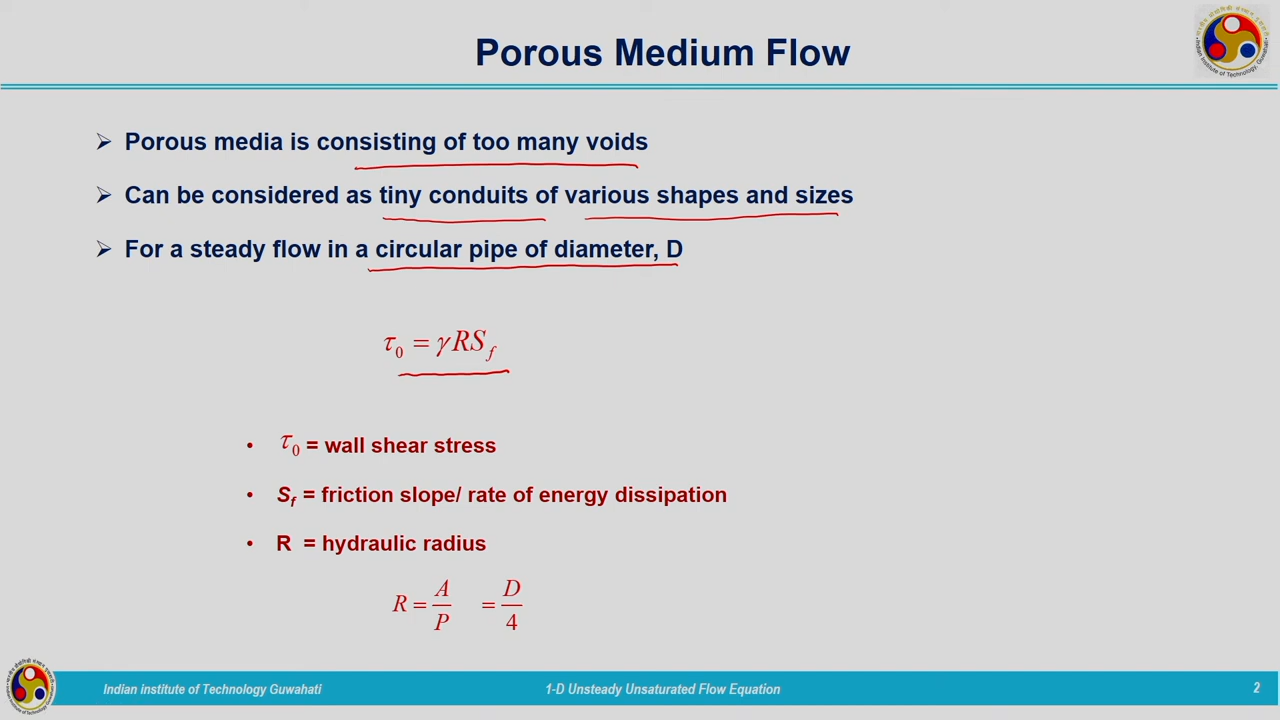 Porous Medium Flow
Porous media is consisting of too many voids
Can be considered as tiny conduits of various shapes and sizes
For a steady flow in a circular pipe of diameter, D
τ₀ = γRS_f
τ₀ = wall shear stress
S_f = friction slope/ rate of energy dissipation
R = hydraulic radius
R = A/P = D/4
Indian institute of Technology Guwahati
1-D Unsteady Unsaturated Flow Equation
2